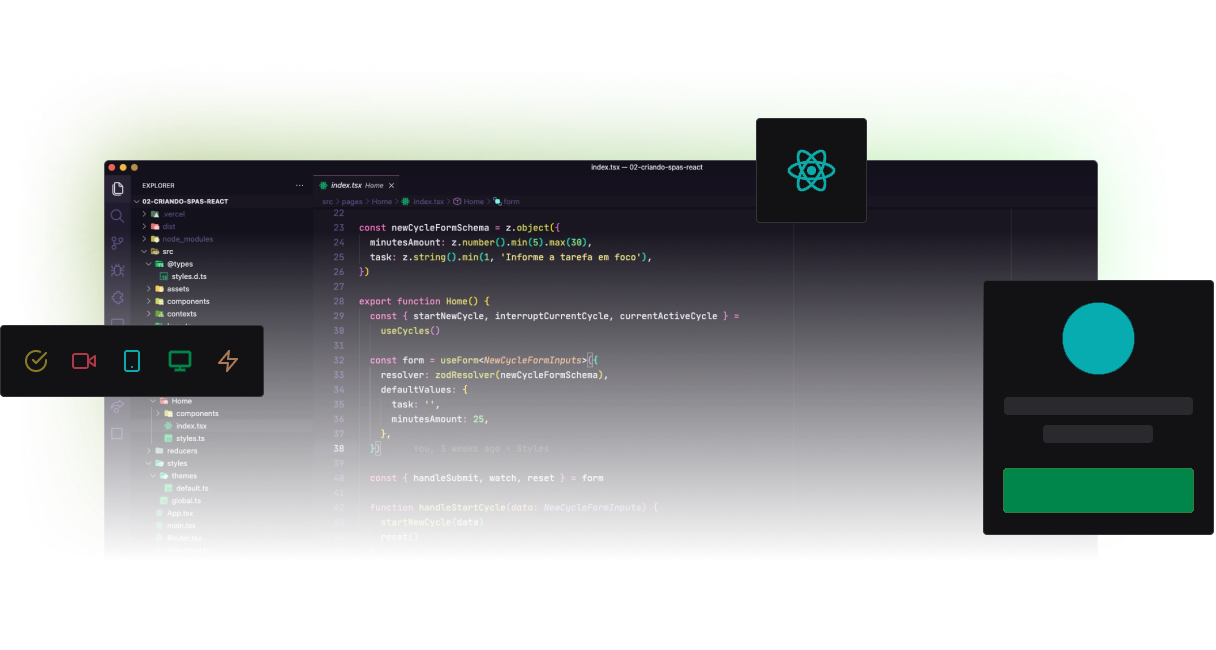 index.tsx — 02-criando-spas-react
EXPLORER
···
index.tsx Home ×
02-CRIANDO-SPAS-REACT
.vercel
dist
node_modules
src
@types
styles.d.ts
assets
components
contexts
Home
components
index.tsx
styles.ts
reducers
styles
themes
default.ts
global.ts
App.tsx
main.tsx
Router.tsx
src > pages > Home > index.tsx > Home > form
22
23 const newCycleFormSchema = z.object({
24 minutesAmount: z.number().min(5).max(30),
25 task: z.string().min(1, 'Informe a tarefa em foco'),
26 })
27
28 export function Home() {
29 const { startNewCycle, interruptCurrentCycle, currentActiveCycle } =
30 useCycles()
31
32 const form = useForm<NewCycleFormInputs>({
33 resolver: zodResolver(newCycleFormSchema),
34 defaultValues: {
35 task: '',
36 minutesAmount: 25,
37 },
38 }) You, 3 weeks ago · Styles
39
40 const { handleSubmit, watch, reset } = form
41
42 function handleStartCycle(data: NewCycleFormInputs) {
43 startNewCycle(data)
reset()